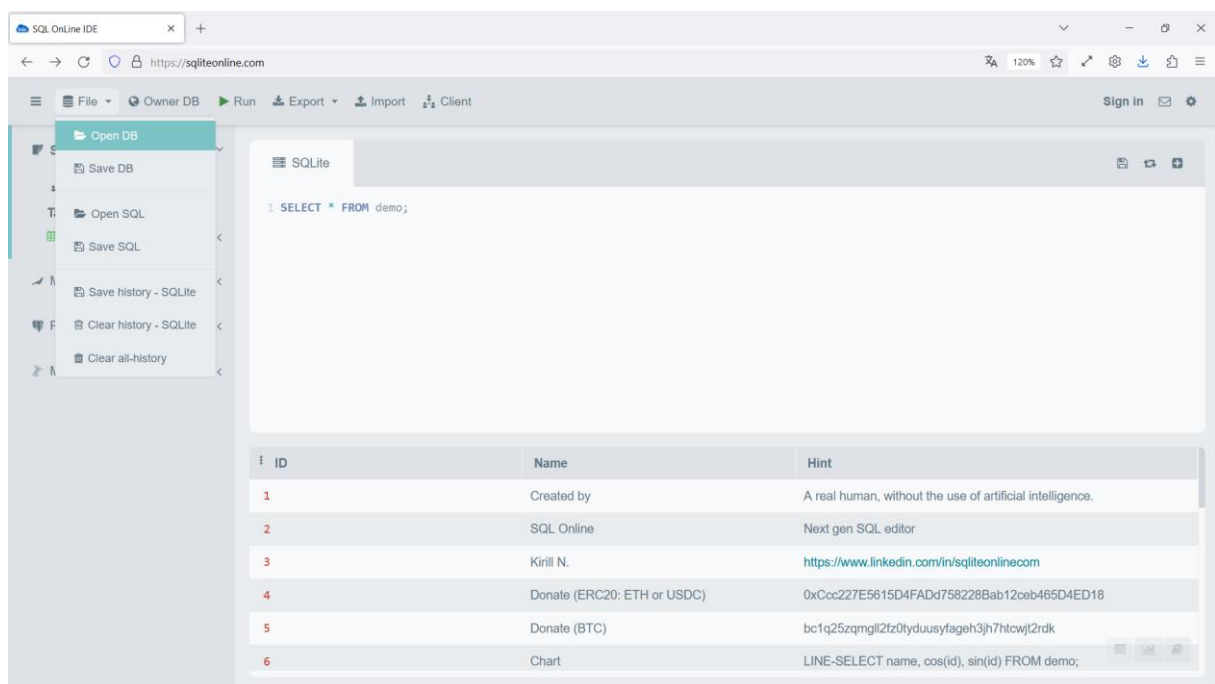 SQL OnLine IDE
https://sqliteonline.com
120%
File Owner DB Run Export Import Client Sign in
Open DB
Save DB
Open SQL
Save SQL
Save history - SQLite
Clear history - SQLite
Clear all-history
SQLite
1 SELECT * FROM demo;
ID Name Hint
1 Created by A real human, without the use of artificial intelligence.
2 SQL Online Next gen SQL editor
3 Kirill N. https://www.linkedin.com/in/sqliteonlinecom
4 Donate (ERC20: ETH or USDC) 0xCcc227E5615D4FADd758228Bab12ceb465D4ED18
5 Donate (BTC) bc1q25zqmgll2fz0tyduusyfageh3jh7htcwjt2rdk
6 Chart LINE-SELECT name, cos(id), sin(id) FROM demo;